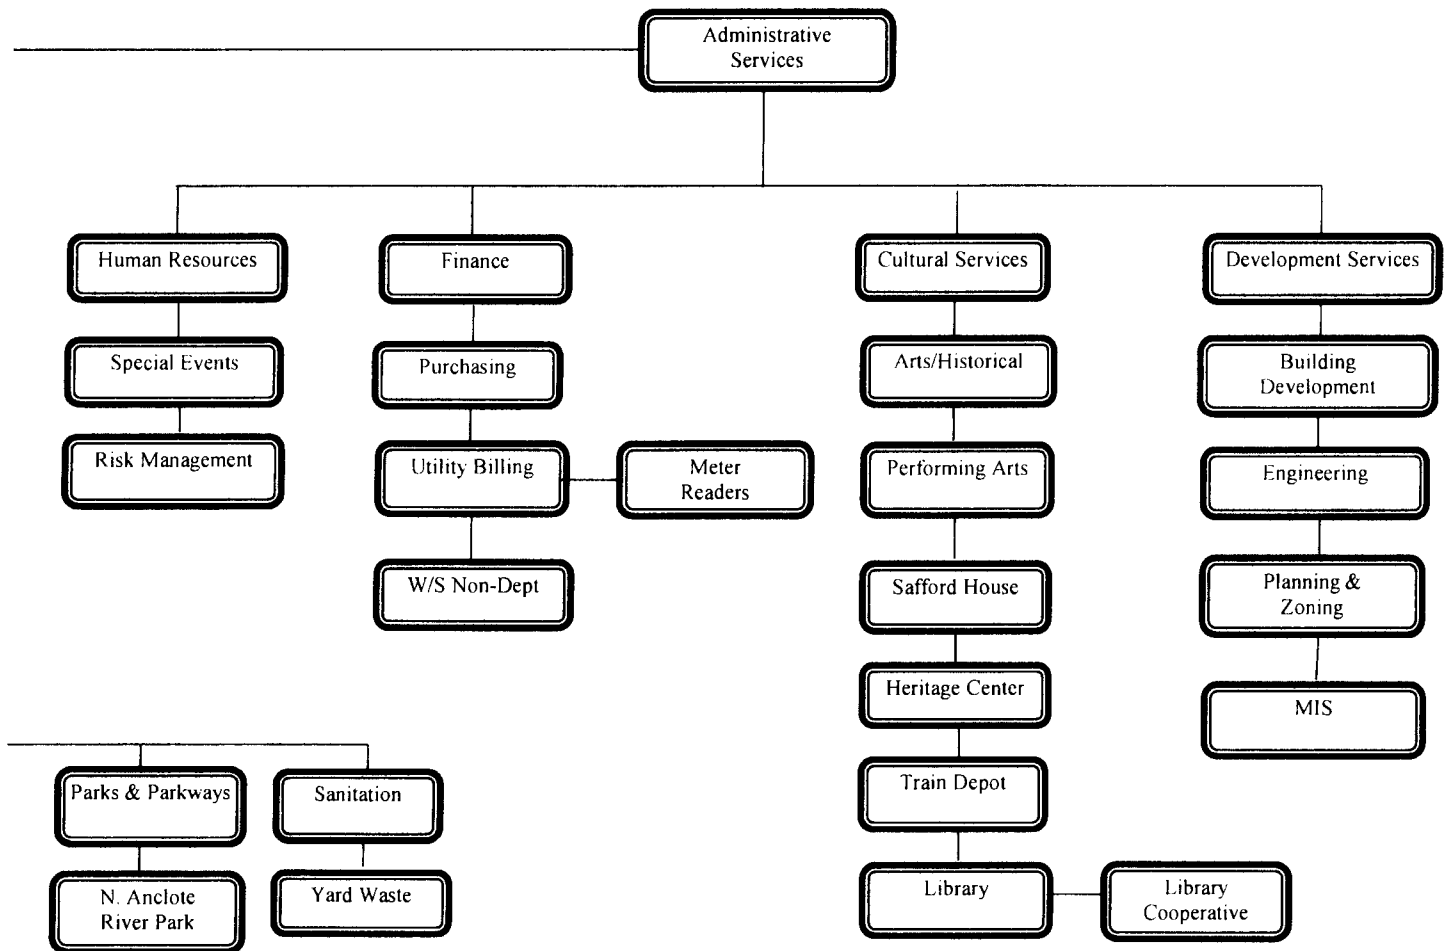 Administrative
Services
Human Resources
Finance
Cultural Services
Development Services
Special Events
Purchasing
Arts/Historical
Building
Development
Risk Management
Utility Billing
Meter
Readers
Performing Arts
Engineering
W/S Non-Dept
Safford House
Planning &
Zoning
Heritage Center
MIS
Parks & Parkways
Sanitation
Train Depot
N. Anclote
River Park
Yard Waste
Library
Library
Cooperative